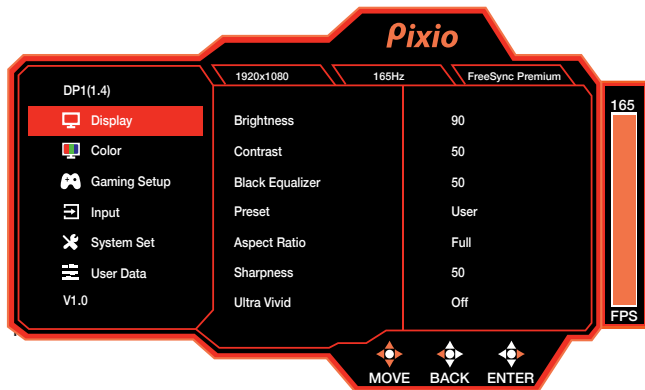 Pixio
1920x1080 165Hz FreeSync Premium
DP1(1.4)
Display
Color
Gaming Setup
Input
System Set
User Data
V1.0
Brightness 90
Contrast 50
Black Equalizer 50
Preset User
Aspect Ratio Full
Sharpness 50
Ultra Vivid Off
165
FPS
MOVE BACK ENTER